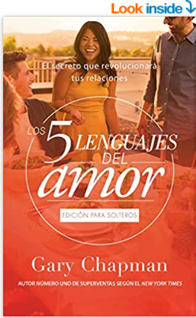 Look inside
El secreto que revolucionará
tus relaciones
LOS
5 LENGUAJES
DEL
amor
EDICIÓN PARA SOLTEROS
Gary Chapman
AUTOR NÚMERO UNO DE SUPERVENTAS SEGÚN EL NEW YORK TIMES